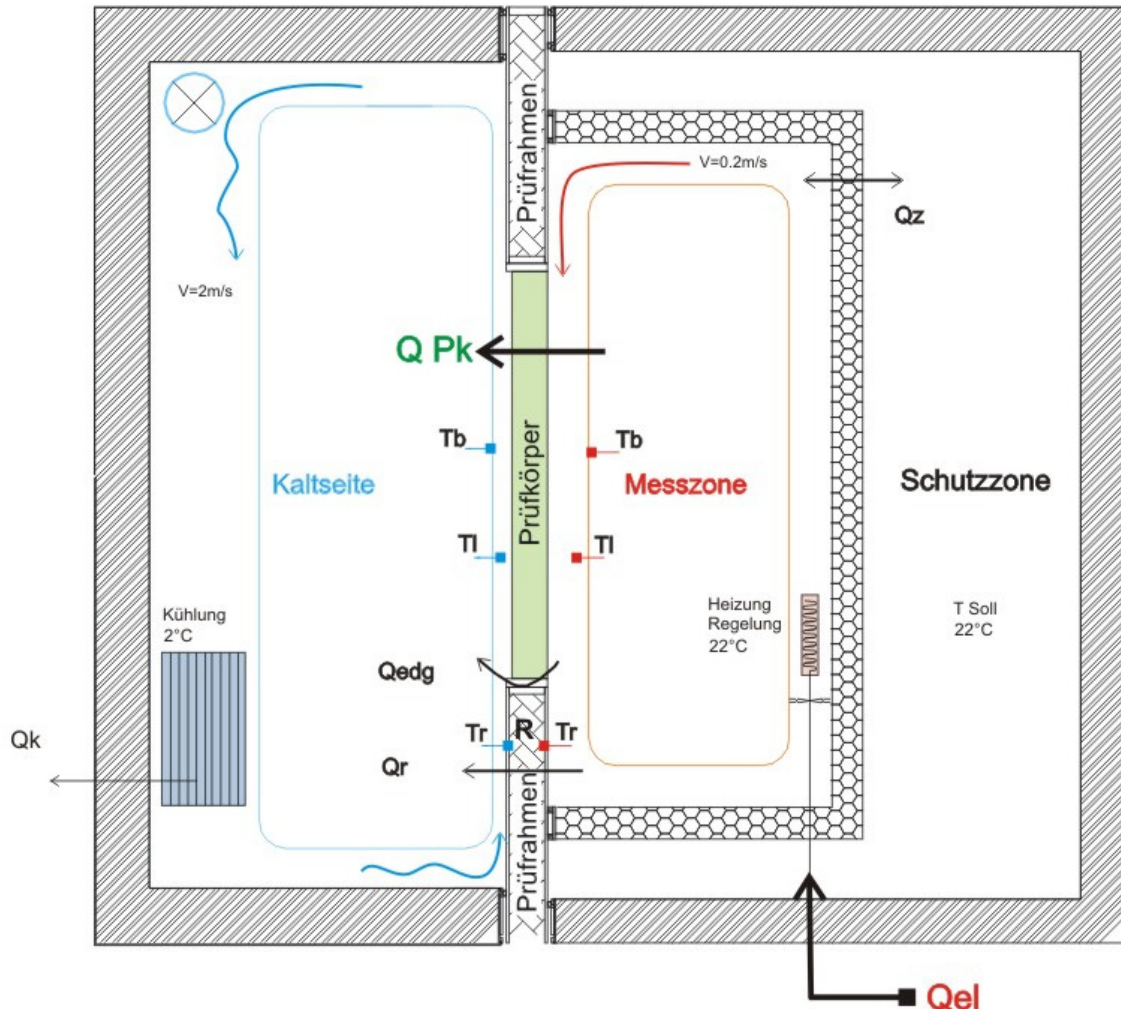 Prüfrahmen
V=0.2m/s
Qz
V=2m/s
Q Pk
Prüfkörper
Tb
Tb
Kaltseite
Messzone
Schutzzone
Tl
Tl
Kühlung
2°C
Heizung
Regelung
22°C
T Soll
22°C
Qedg
Tr
R
Tr
Qk
Qr
Prüfrahmen
Qel